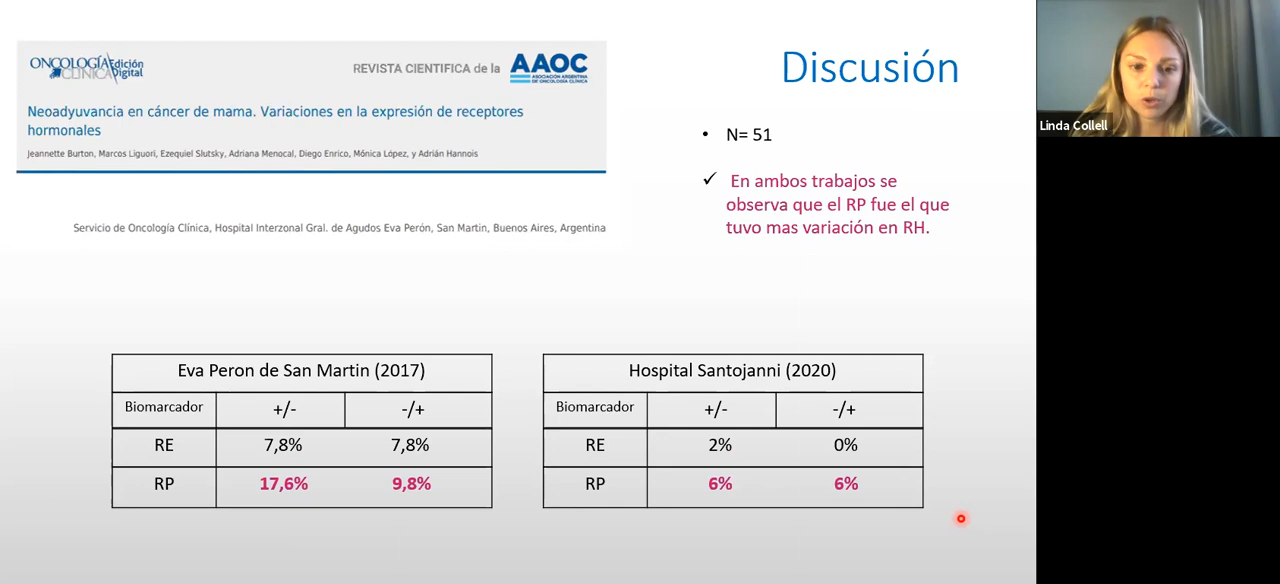 ONCOLOGÍA Edición
CLÍNICA Digital
REVISTA CIENTIFICA de la AAOC
ASOCIACIÓN ARGENTINA
DE ONCOLOGÍA CLÍNICA
Neoadyuvancia en cáncer de mama. Variaciones en la expresión de receptores
hormonales
Jeannette Burton, Marcos Liguori, Ezequiel Slutsky, Adriana Menocal, Diego Enrico, Mónica López, y Adrián Hannois
Servicio de Oncología Clínica, Hospital Interzonal Gral. de Agudos Eva Perón, San Martin, Buenos Aires, Argentina
Discusión
• N= 51
✓ En ambos trabajos se
observa que el RP fue el que
tuvo mas variación en RH.
Linda Collell
Eva Peron de San Martin (2017)
Biomarcador +/- -/+
RE 7,8% 7,8%
RP 17,6% 9,8%
Hospital Santojanni (2020)
Biomarcador +/- -/+
RE 2% 0%
RP 6% 6%